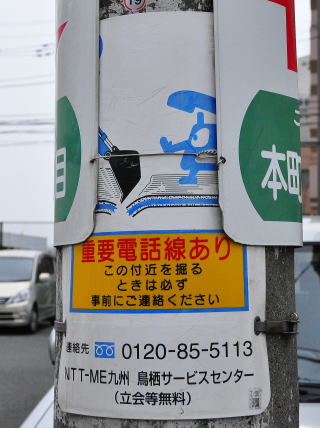 19
目
本町
重要電話線あり
この付近を掘る
ときは必ず
事前にご連絡ください
連絡先 0120-85-5113
NTT-ME九州 鳥栖サービスセンター
(立会等無料)